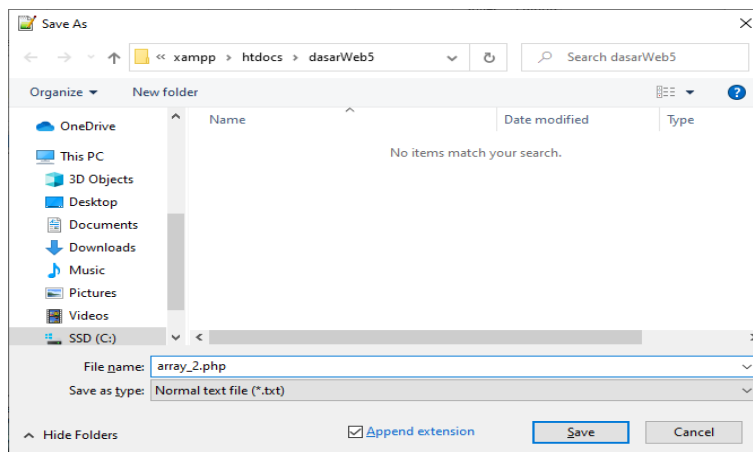 Save As
« xampp › htdocs › dasarWeb5
Search dasarWeb5
Organize
New folder
Name
Date modified
Type
No items match your search.
OneDrive
This PC
3D Objects
Desktop
Documents
Downloads
Music
Pictures
Videos
SSD (C:)
File name: array_2.php
Save as type: Normal text file (*.txt)
Hide Folders
Append extension
Save
Cancel